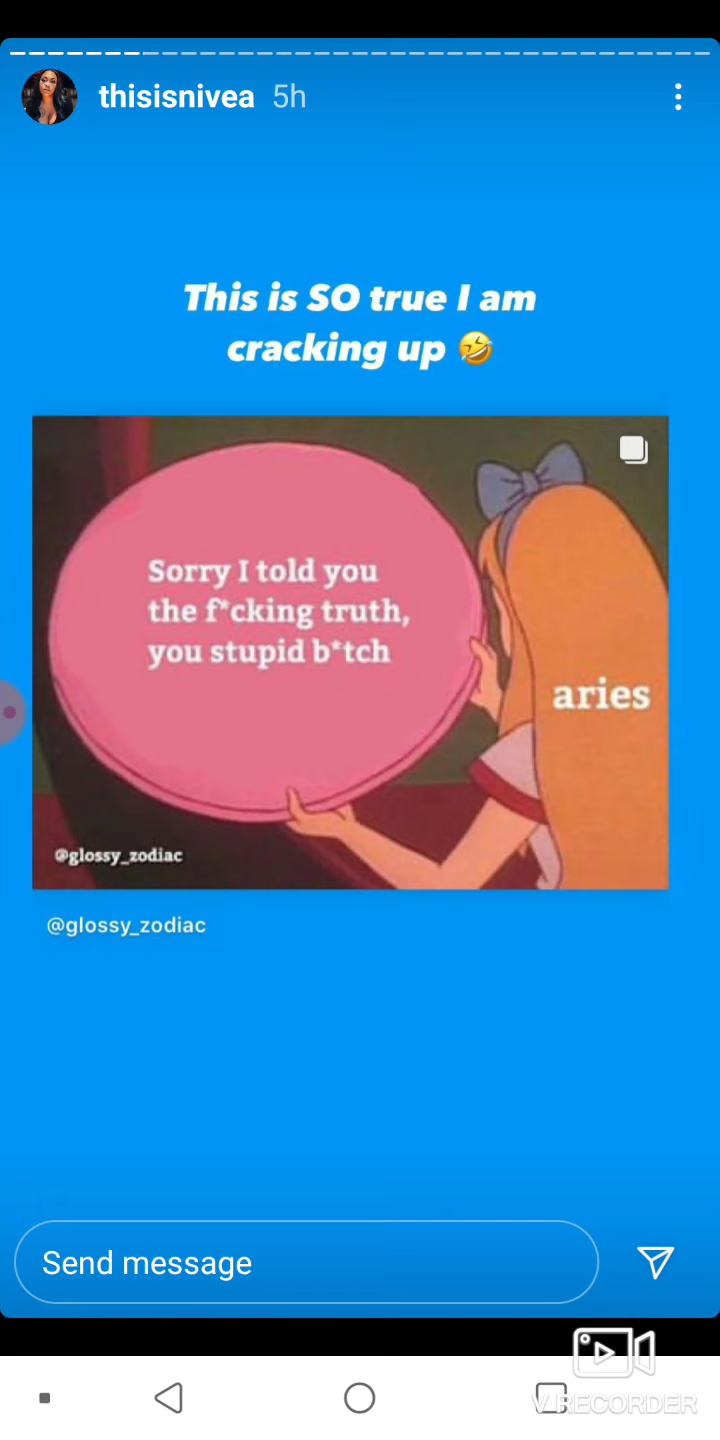 thisisnivea 5h
This is SO true I am
cracking up 🤣
Sorry I told you
the f*cking truth,
you stupid b*tch
aries
@glossy_zodiac
@glossy_zodiac
Send message
V.RECORDER